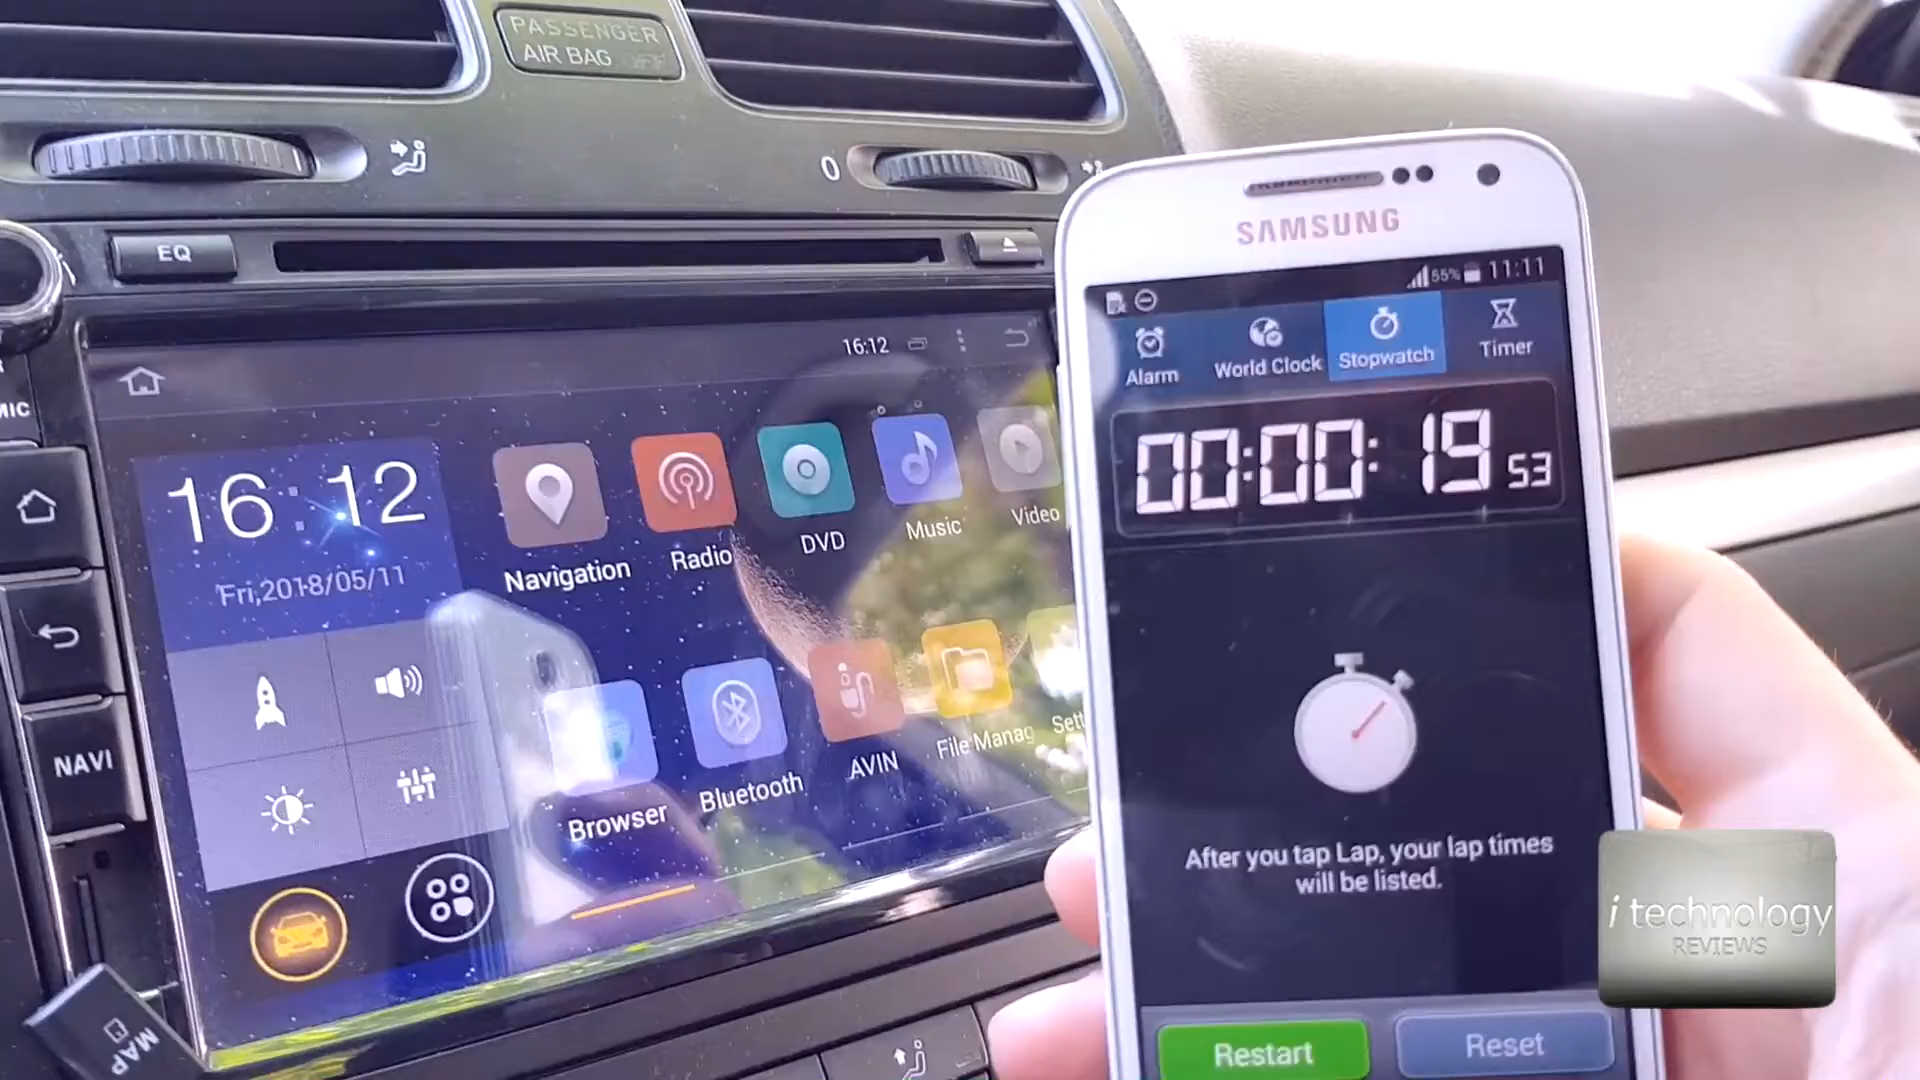 PASSENGER
AIR BAG OFF
0
EQ
MIC
16:12
16:12
Fri,2018/05/11
Navigation
Radio
DVD
Music
Video
Browser
Bluetooth
AVIN
File Manag
Sett
NAVI
MAP
SAMSUNG
55% 11:11
Alarm
World Clock
Stopwatch
Timer
00:00:19 53
After you tap Lap, your lap times
will be listed.
Restart
Reset
i technology
REVIEWS